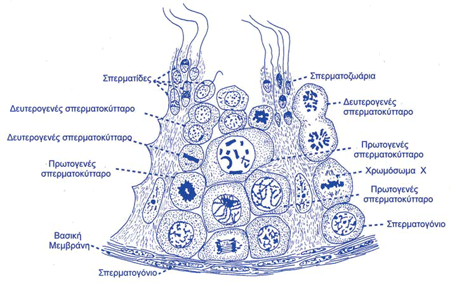 Σπερματίδες
Δευτερογενές σπερματοκύτταρο
Δευτερογενές σπερματοκύτταρο
Πρωτογενές
σπερματοκύτταρο
Βασική
Μεμβράνη
Σπερματογόνιο
Σπερματοζωάρια
Δευτερογενές
σπερματοκύτταρο
Πρωτογενές
σπερματοκύτταρο
Χρωμόσωμα Χ
Πρωτογενές
σπερματοκύτταρο
Σπερματογόνιο